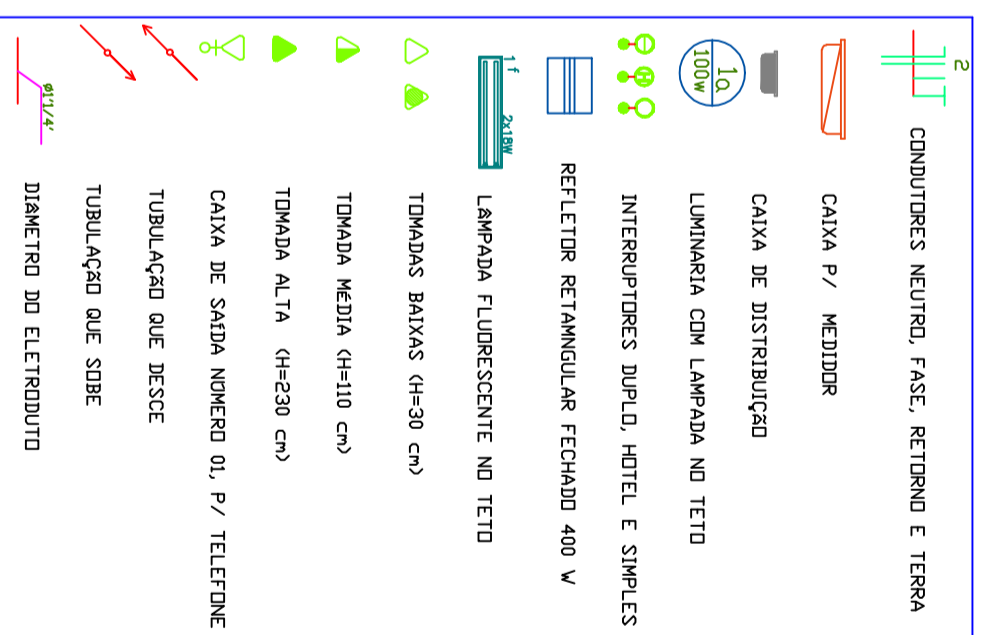 2
CONDUTORES NEUTRO, FASE, RETORNO E TERRA
CAIXA P/ MEDIDOR
CAIXA DE DISTRIBUIÇÃO
1a
100w
LUMINARIA COM LAMPADA NO TETO
H
INTERRUPTORES DUPLO, HOTEL E SIMPLES
REFLETOR RETAMNGULAR FECHADO 400 W
1 f
2x18W
LÂMPADA FLUORESCENTE NO TETO
TOMADAS BAIXAS (H=30 cm)
TOMADA MÉDIA (H=110 cm)
TOMADA ALTA (H=230 cm)
CAIXA DE SAÍDA NÚMERO 01, P/ TELEFONE
TUBULAÇÃO QUE DESCE
TUBULAÇÃO QUE SOBE
ø1'1/4'
DIÂMETRO DO ELETRODUTO